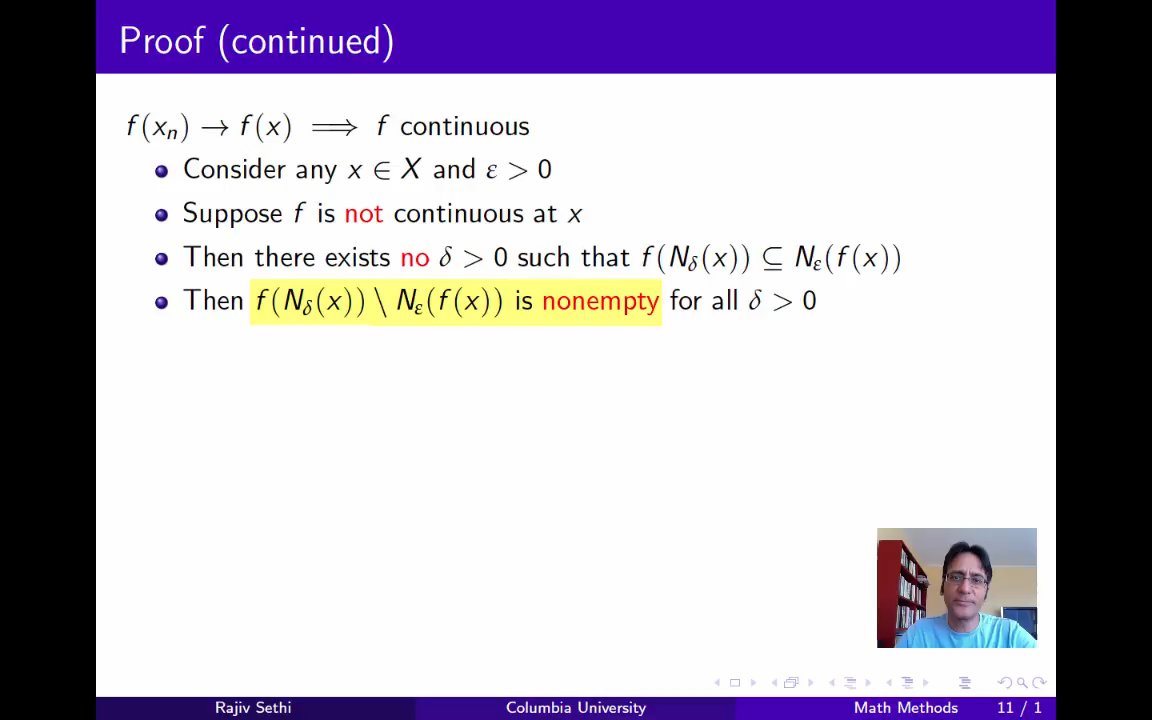 Proof (continued)
f(xₙ) → f(x) ⟹ f continuous
Consider any x ∈ X and ε > 0
Suppose f is not continuous at x
Then there exists no δ > 0 such that f(N_δ(x)) ⊆ N_ε(f(x))
Then f(N_δ(x)) \ N_ε(f(x)) is nonempty for all δ > 0
Rajiv Sethi Columbia University Math Methods 11 / 1